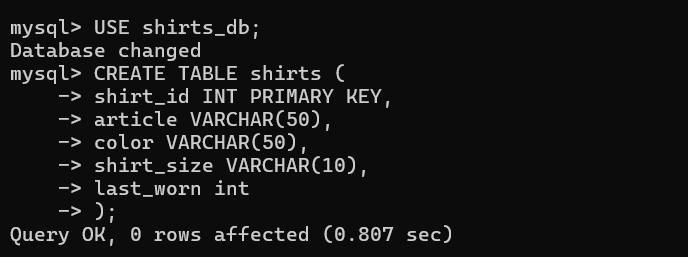 mysql> USE shirts_db;
Database changed
mysql> CREATE TABLE shirts (
    -> shirt_id INT PRIMARY KEY,
    -> article VARCHAR(50),
    -> color VARCHAR(50),
    -> shirt_size VARCHAR(10),
    -> last_worn int
    -> );
Query OK, 0 rows affected (0.807 sec)